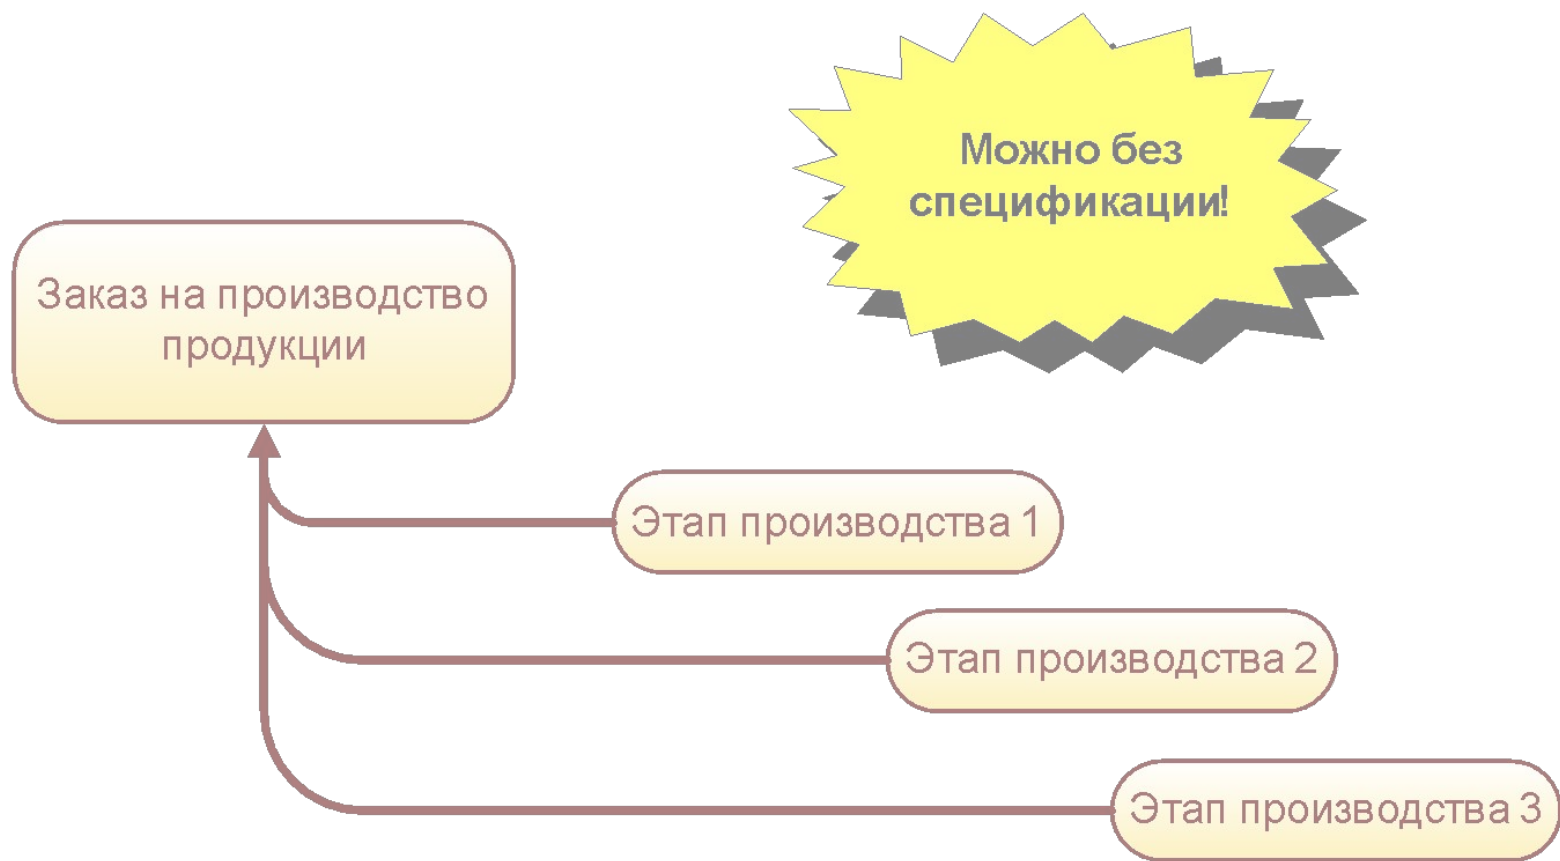 Можно без
спецификации!
Заказ на производство
продукции
Этап производства 1
Этап производства 2
Этап производства 3